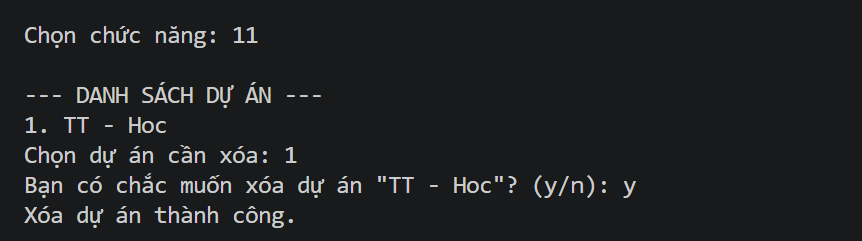 Chọn chức năng: 11
--- DANH SÁCH DỰ ÁN ---
1. TT - Hoc
Chọn dự án cần xóa: 1
Bạn có chắc muốn xóa dự án "TT - Hoc"? (y/n): y
Xóa dự án thành công.